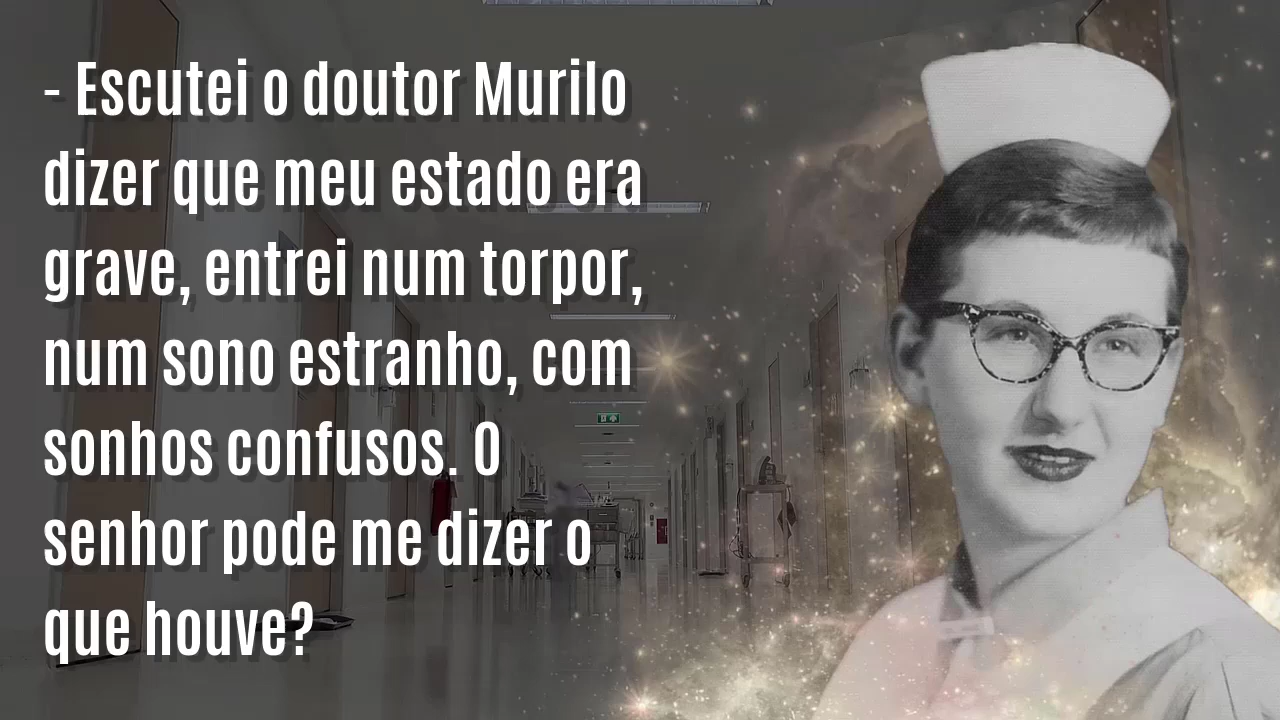 - Escutei o doutor Murilo
dizer que meu estado era
grave, entrei num torpor,
num sono estranho, com
sonhos confusos. O
senhor pode me dizer o
que houve?